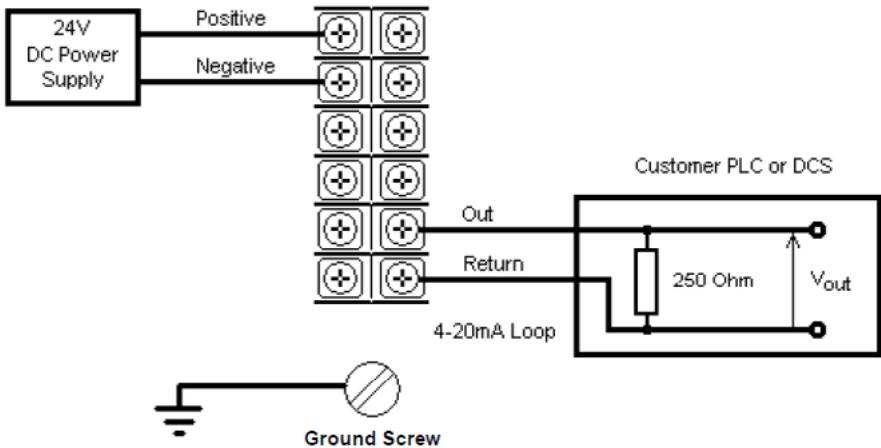 24V
DC Power
Supply
Positive
Negative
Customer PLC or DCS
Out
Return
250 Ohm
Vout
4-20mA Loop
Ground Screw